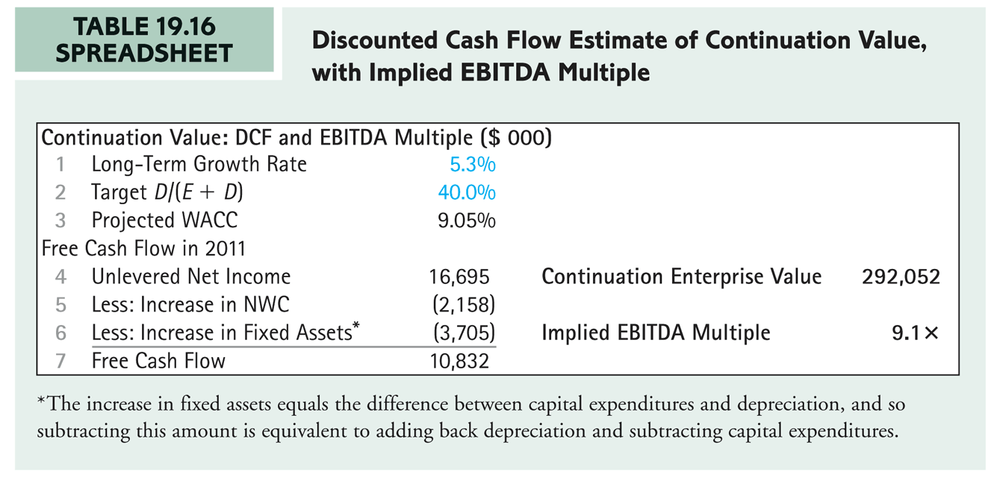 TABLE 19.16
SPREADSHEET
Discounted Cash Flow Estimate of Continuation Value,
with Implied EBITDA Multiple
Continuation Value: DCF and EBITDA Multiple ($ 000)
1 Long-Term Growth Rate 5.3%
2 Target D/(E + D) 40.0%
3 Projected WACC 9.05%
Free Cash Flow in 2011
4 Unlevered Net Income 16,695 Continuation Enterprise Value 292,052
5 Less: Increase in NWC (2,158)
6 Less: Increase in Fixed Assets* (3,705) Implied EBITDA Multiple 9.1×
7 Free Cash Flow 10,832
*The increase in fixed assets equals the difference between capital expenditures and depreciation, and so
subtracting this amount is equivalent to adding back depreciation and subtracting capital expenditures.